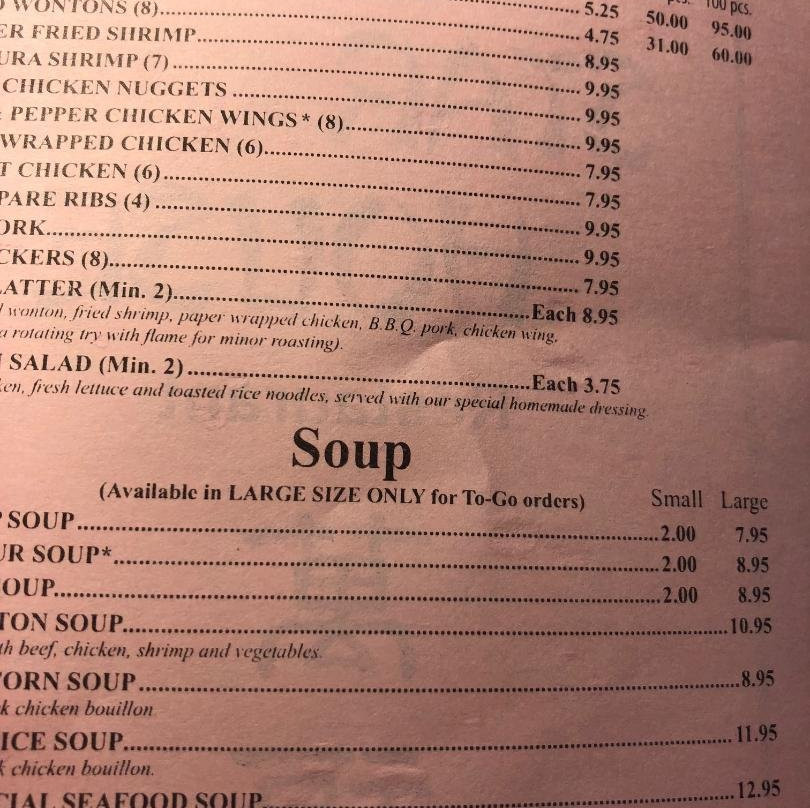 WONTONS (8) 5.25 50.00 95.00
pcs. 100 pcs.
ER FRIED SHRIMP 4.75 31.00 60.00
URA SHRIMP (7) 8.95
CHICKEN NUGGETS 9.95
PEPPER CHICKEN WINGS* (8) 9.95
WRAPPED CHICKEN (6) 9.95
T CHICKEN (6) 7.95
PARE RIBS (4) 7.95
ORK 9.95
CKERS (8) 9.95
7.95
LATTER (Min. 2) Each 8.95
wonton, fried shrimp, paper wrapped chicken, B.B.Q. pork, chicken wing,
a rotating try with flame for minor roasting).
SALAD (Min. 2) Each 3.75
ken, fresh lettuce and toasted rice noodles, served with our special homemade dressing.
Soup
(Available in LARGE SIZE ONLY for To-Go orders) Small Large
P SOUP 2.00 7.95
UR SOUP* 2.00 8.95
SOUP 2.00 8.95
TON SOUP 10.95
th beef, chicken, shrimp and vegetables.
CORN SOUP 8.95
k chicken bouillon
ICE SOUP 11.95
k chicken bouillon.
CIAL SEAFOOD SOUP 12.95